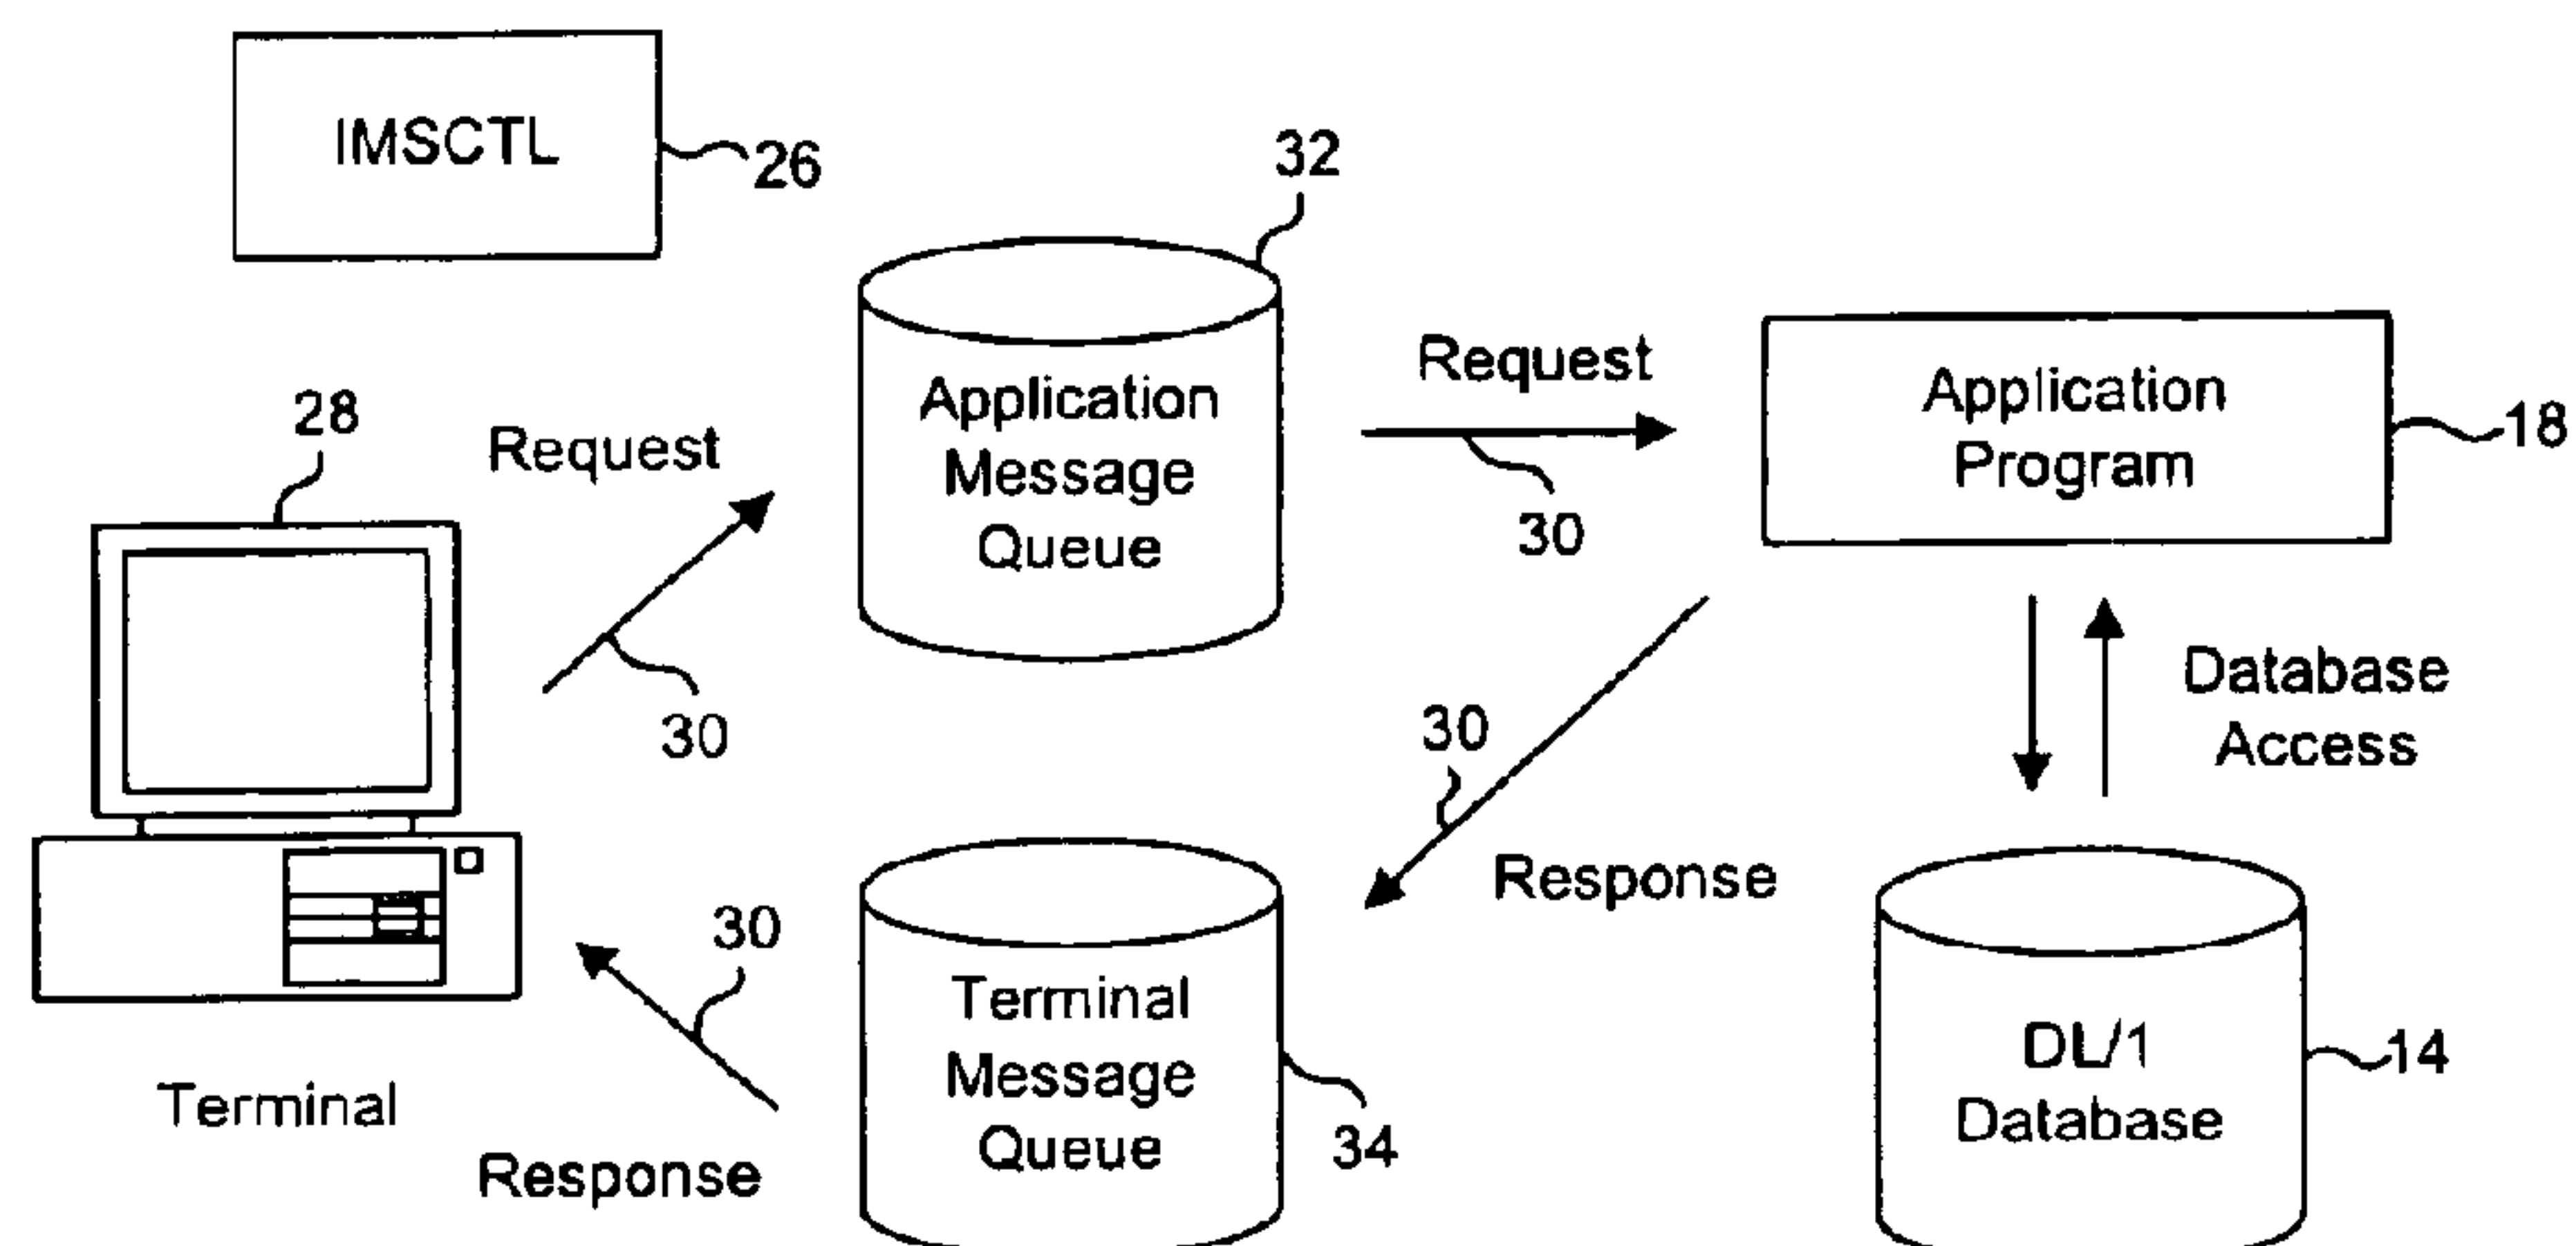 IMSCTL
26
32
Application
Message
Queue
Request
30
Application
Program
18
28
Request
30
Database
Access
30
Response
Terminal
30
Response
Terminal
Message
Queue
34
DL/1
Database
14